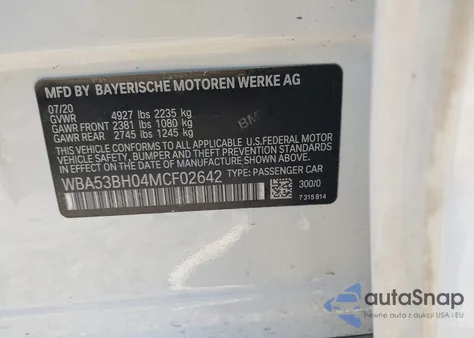 MFD BY BAYERISCHE MOTOREN WERKE AG
07/20
GVWR 4927 lbs 2235 kg
GAWR FRONT 2381 lbs 1080 kg
GAWR REAR 2745 lbs 1245 kg
THIS VEHICLE CONFORMS TO ALL APPLICABLE U.S.FEDERAL MOTOR
VEHICLE SAFETY, BUMPER, AND THEFT PREVENTION STANDARDS
IN EFFECT ON THE DATE OF MANUFACTURE SHOWN ABOVE.
WBA53BH04MCF02642 TYPE: PASSENGER CAR
300/0
7 315 814
autoSnap
Pewne auta z aukcji USA i EU